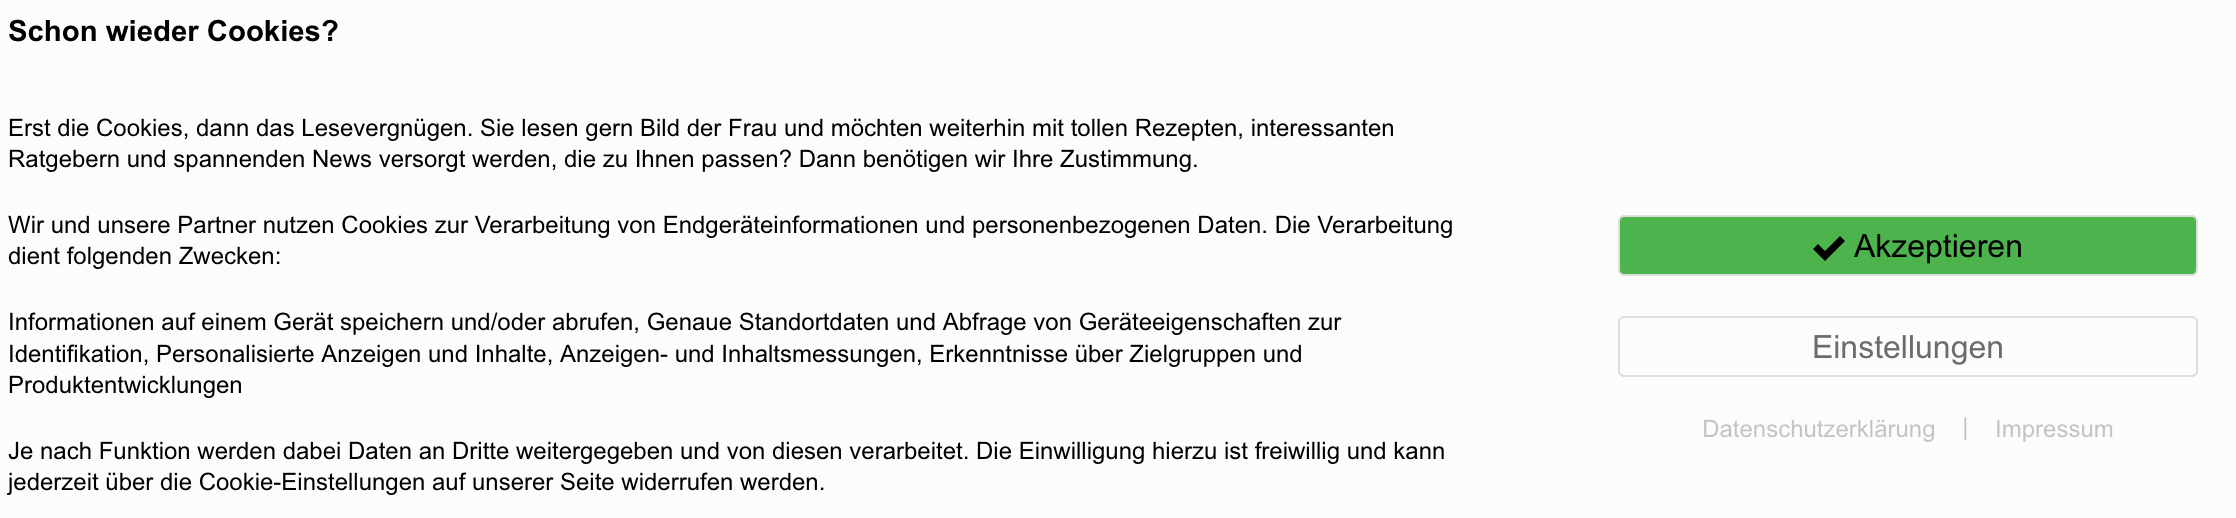 Schon wieder Cookies?
Erst die Cookies, dann das Lesevergnügen. Sie lesen gern Bild der Frau und möchten weiterhin mit tollen Rezepten, interessanten
Ratgebern und spannenden News versorgt werden, die zu Ihnen passen? Dann benötigen wir Ihre Zustimmung.
Wir und unsere Partner nutzen Cookies zur Verarbeitung von Endgeräteinformationen und personenbezogenen Daten. Die Verarbeitung
dient folgenden Zwecken:
Informationen auf einem Gerät speichern und/oder abrufen, Genaue Standortdaten und Abfrage von Geräteeigenschaften zur
Identifikation, Personalisierte Anzeigen und Inhalte, Anzeigen- und Inhaltsmessungen, Erkenntnisse über Zielgruppen und
Produktentwicklungen
Je nach Funktion werden dabei Daten an Dritte weitergegeben und von diesen verarbeitet. Die Einwilligung hierzu ist freiwillig und kann
jederzeit über die Cookie-Einstellungen auf unserer Seite widerrufen werden.
Akzeptieren
Einstellungen
Datenschutzerklärung | Impressum